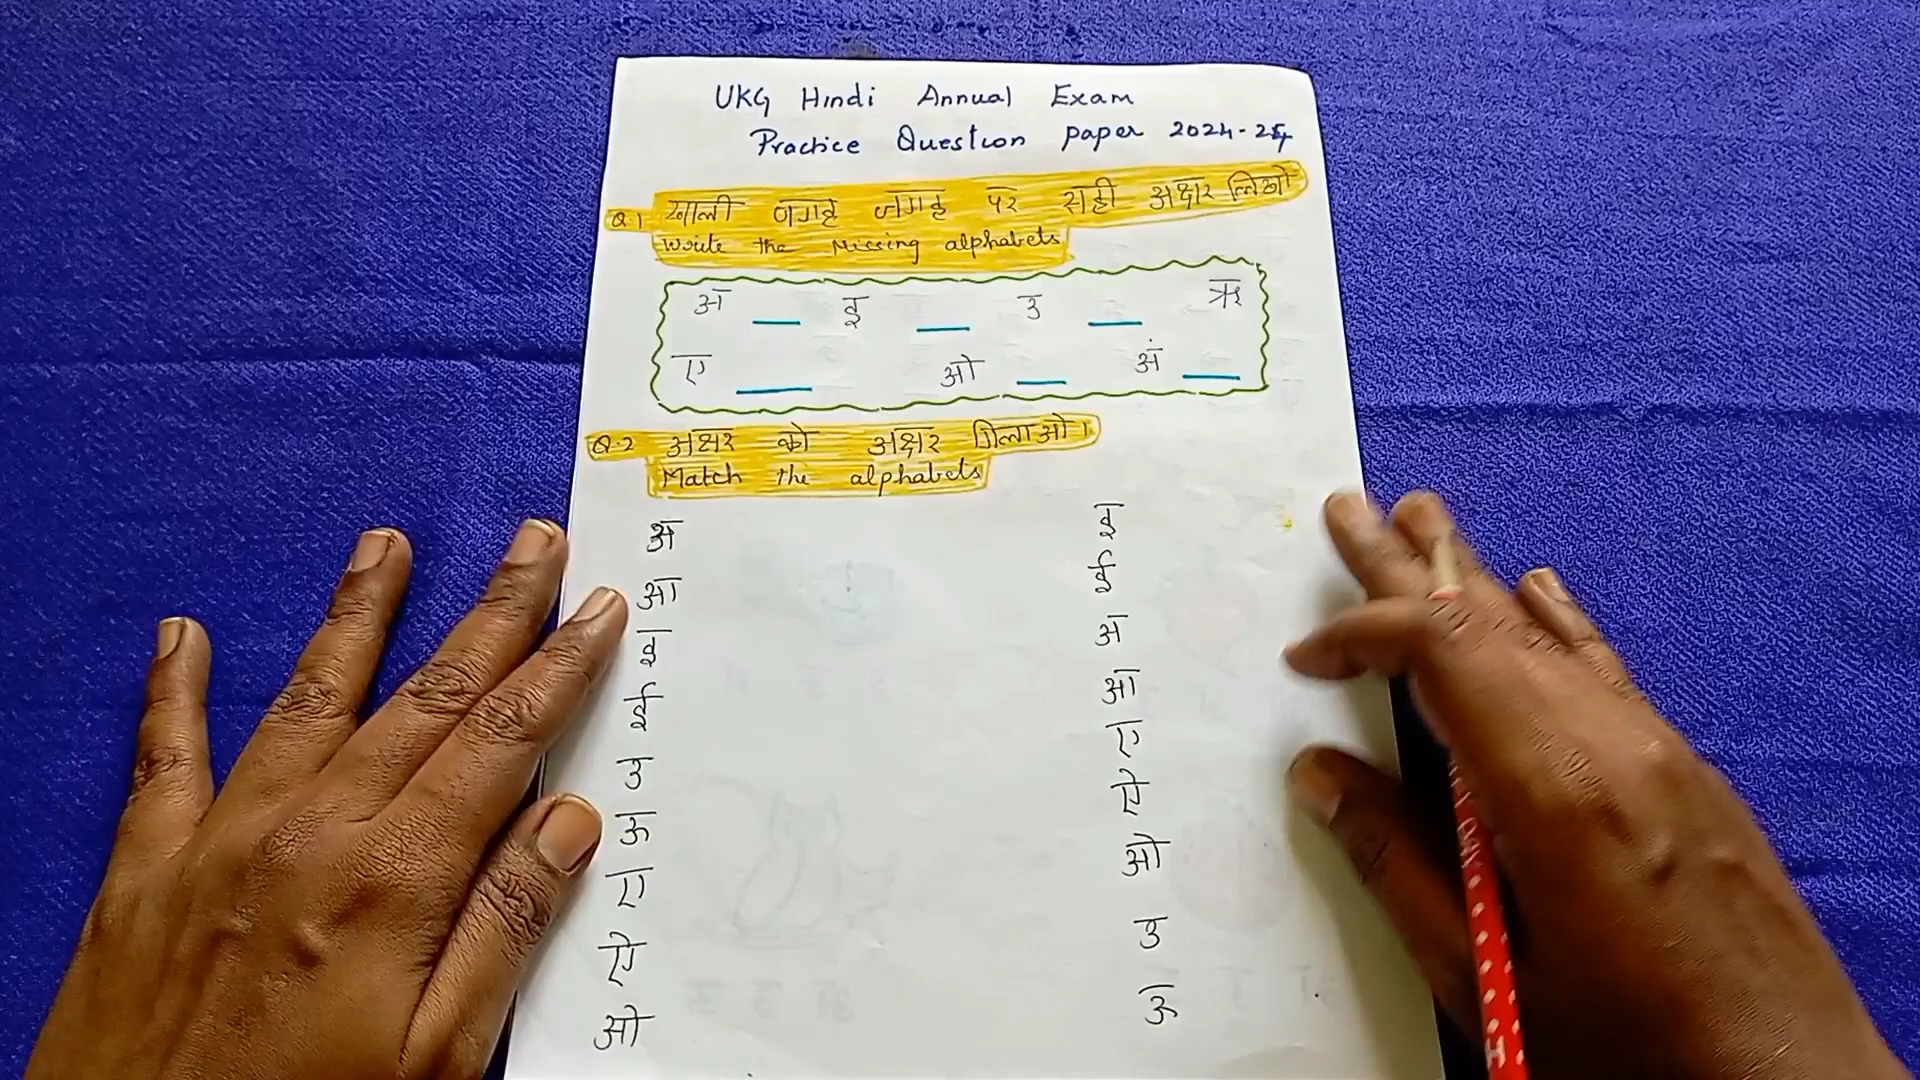 UKG Hindi Annual Exam
Practice Question paper 2024-25
Q.1 खाली जगह जगह पर सही अक्षर लिखो
Write the Missing alphabets
अ __ इ __ उ __ ऋ
ए __ ओ __ अं __
Q.2 अक्षर को अक्षर मिलाओ।
Match the alphabets
अ इ
आ ई
इ अ
ई आ
उ ए
ऊ ऐ
ए ओ
ऐ उ
ओ ऊ